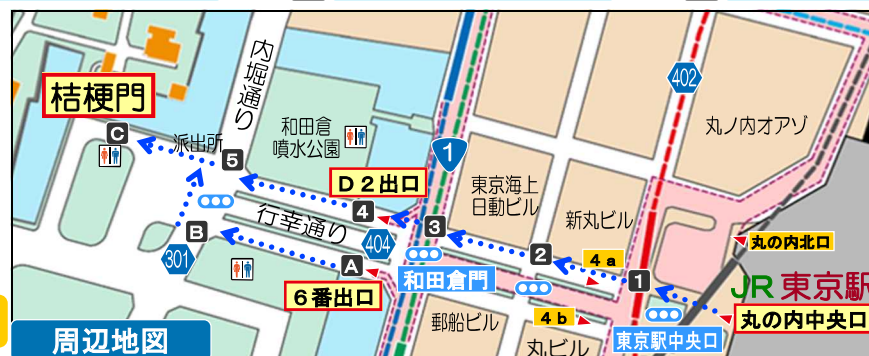 内堀通り
402
桔梗門
C
派出所
和田倉
噴水公園
丸ノ内オアゾ
5
1
D2出口
東京海上
日動ビル
行幸通り
4
3
新丸ビル
B
404
2
4a
丸の内北口
301
A
和田倉門
1
JR 東京駅
6番出口
丸の内中央口
郵船ビル
4b
東京駅中央口
周辺地図
丸ビル